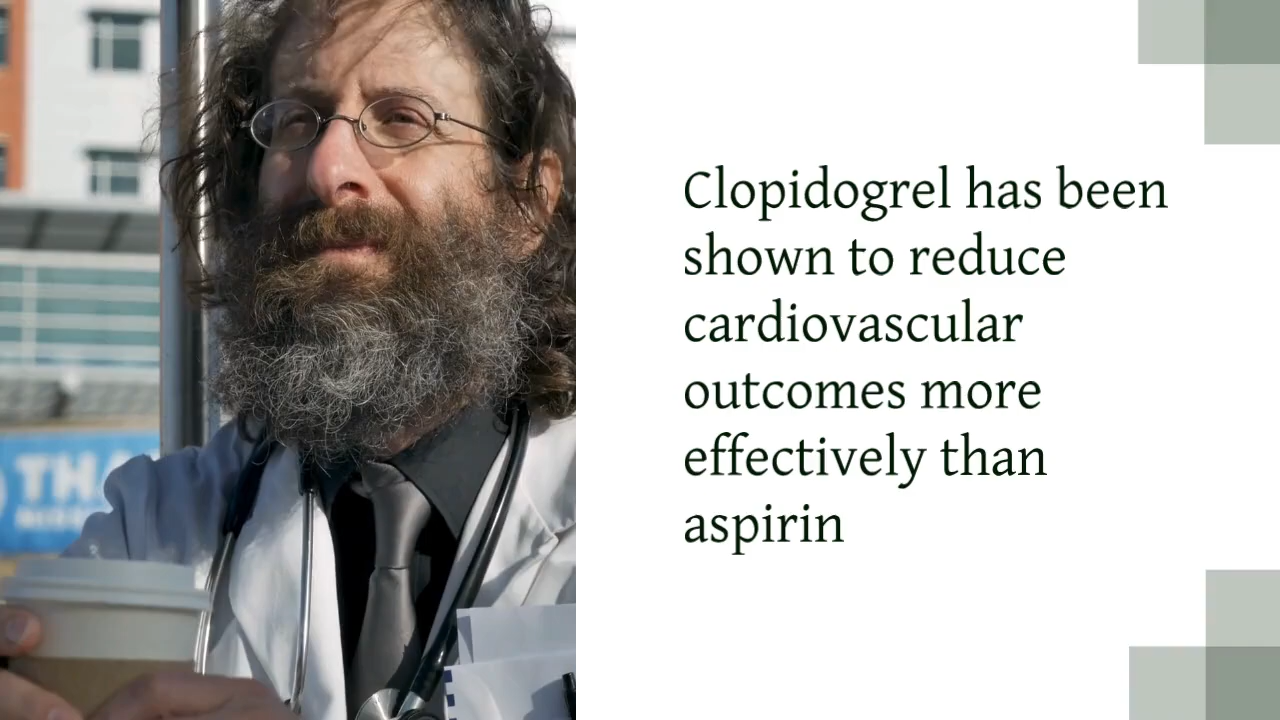 Clopidogrel has been
shown to reduce
cardiovascular
outcomes more
effectively than
aspirin